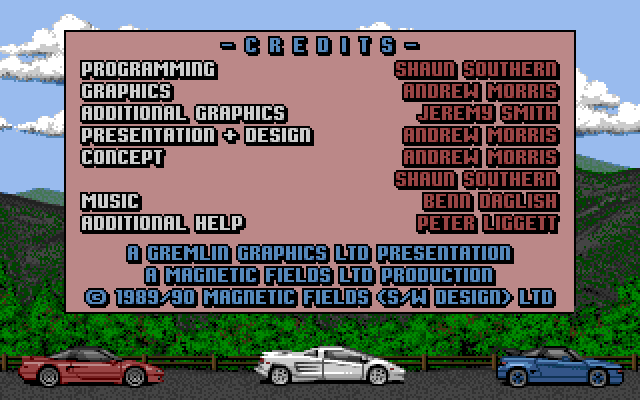 - CREDITS -
PROGRAMMING SHAUN SOUTHERN
GRAPHICS ANDREW MORRIS
ADDITIONAL GRAPHICS JEREMY SMITH
PRESENTATION + DESIGN ANDREW MORRIS
CONCEPT ANDREW MORRIS
SHAUN SOUTHERN
MUSIC BENN DAGLISH
ADDITIONAL HELP PETER LIGGETT
A GREMLIN GRAPHICS LTD PRESENTATION
A MAGNETIC FIELDS LTD PRODUCTION
© 1989/90 MAGNETIC FIELDS (S/W DESIGN) LTD